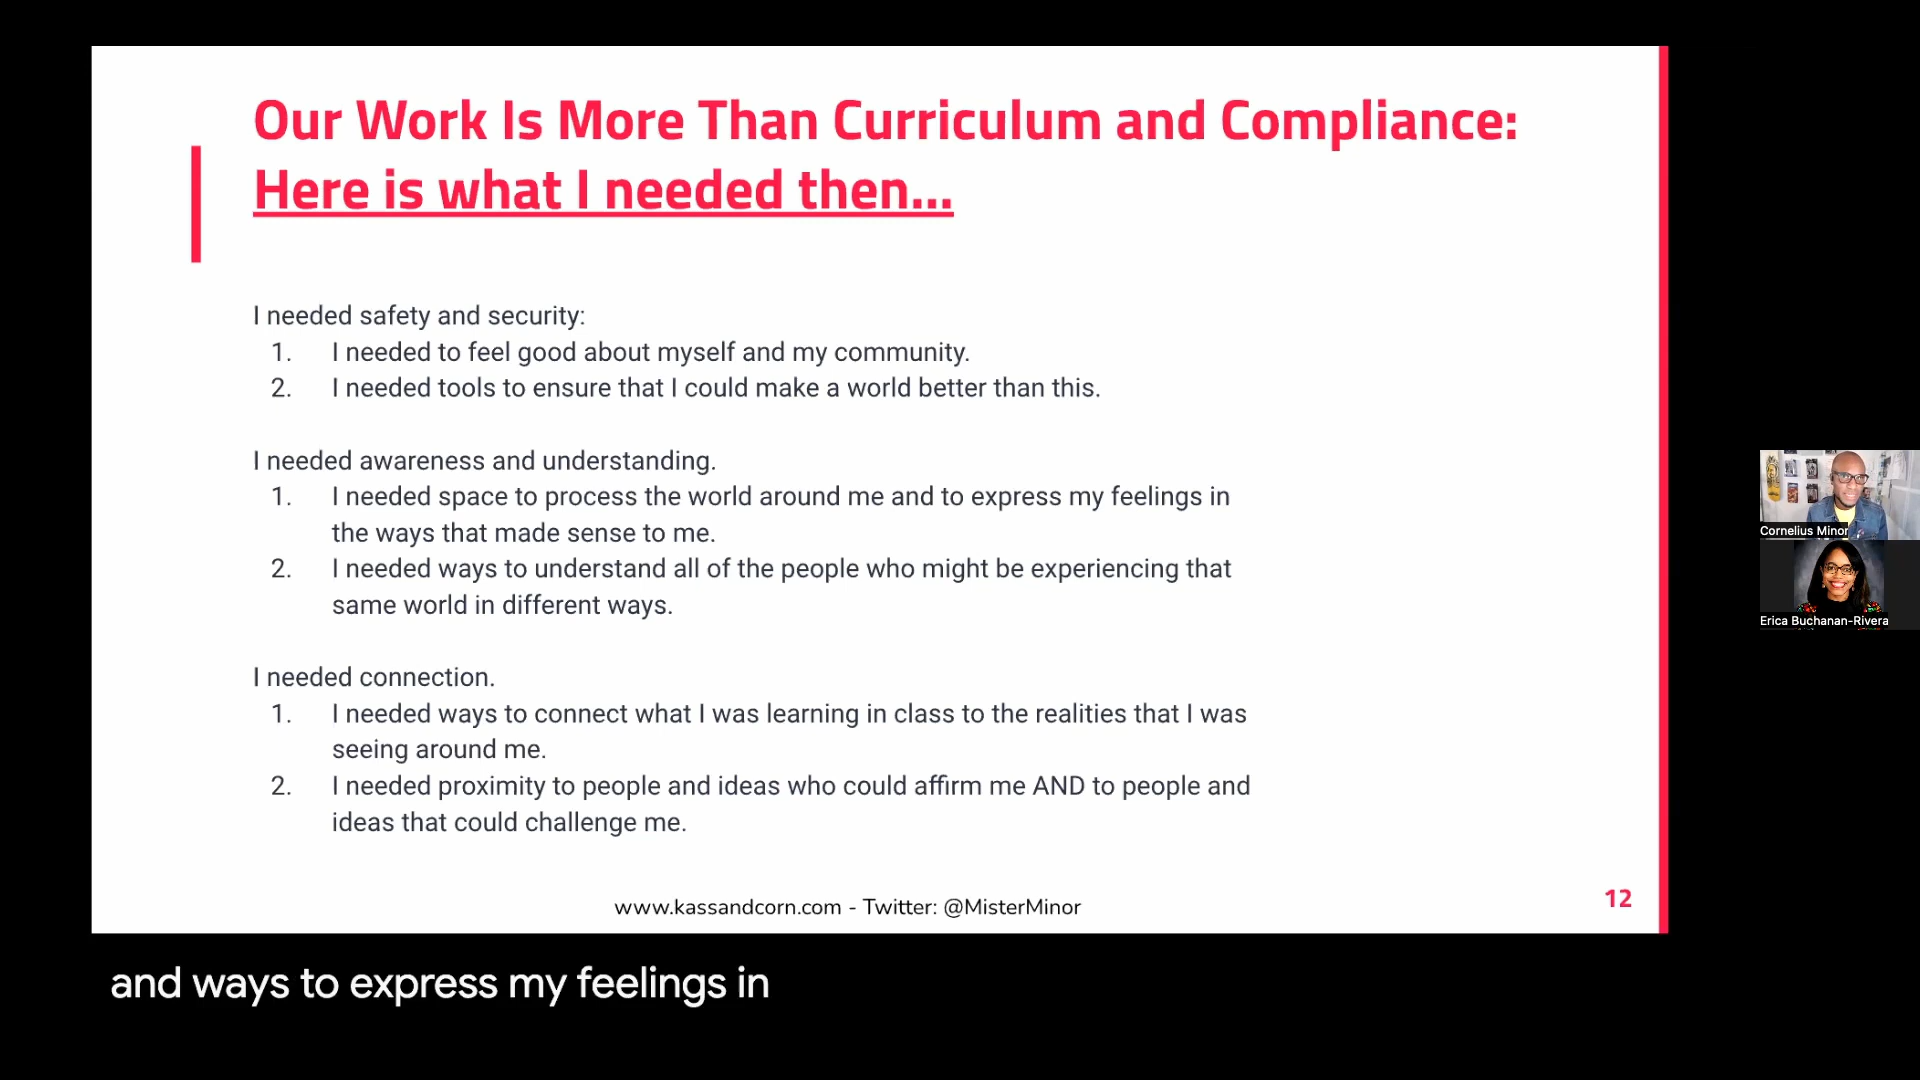 Our Work Is More Than Curriculum and Compliance:
Here is what I needed then...
I needed safety and security:
1. I needed to feel good about myself and my community.
2. I needed tools to ensure that I could make a world better than this.
I needed awareness and understanding.
1. I needed space to process the world around me and to express my feelings in
the ways that made sense to me.
2. I needed ways to understand all of the people who might be experiencing that
same world in different ways.
I needed connection.
1. I needed ways to connect what I was learning in class to the realities that I was
seeing around me.
2. I needed proximity to people and ideas who could affirm me AND to people and
ideas that could challenge me.
www.kassandcorn.com - Twitter: @MisterMinor
12
Cornelius Minor
Erica Buchanan-Rivera
and ways to express my feelings in